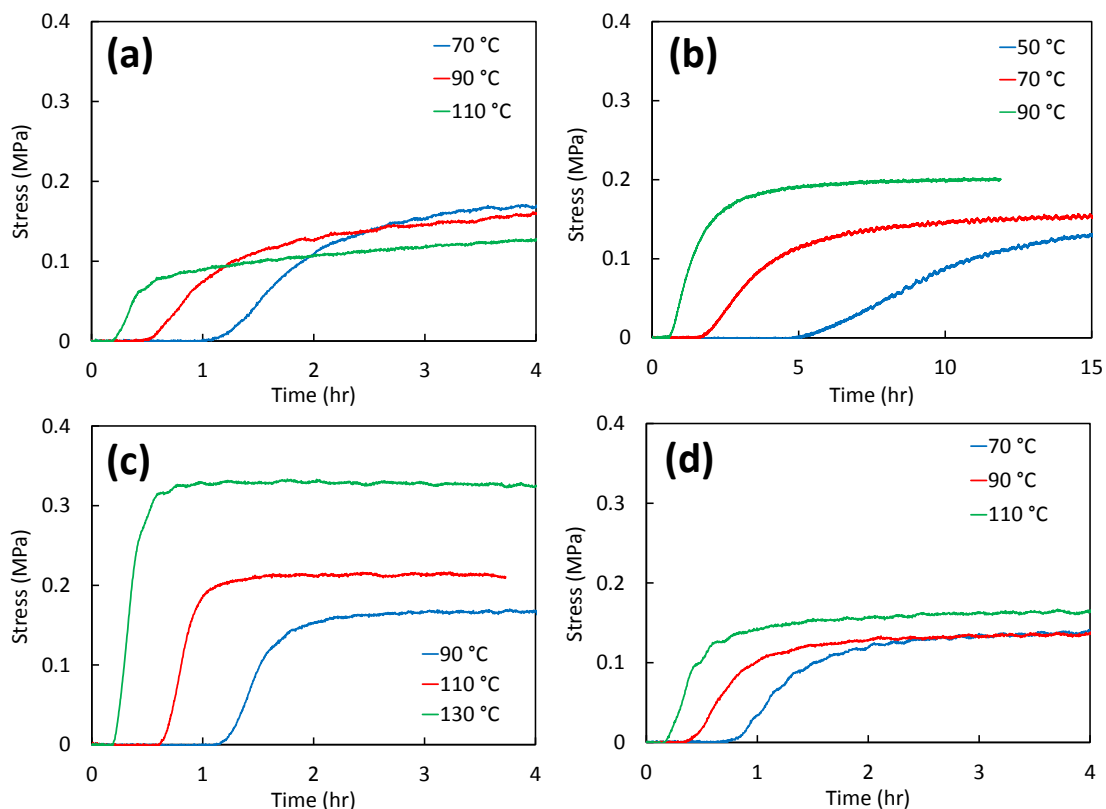 (a)
70 °C
90 °C
110 °C
Stress (MPa)
0.4
0.3
0.2
0.1
0
0 1 2 3 4
Time (hr)
(b)
50 °C
70 °C
90 °C
Stress (MPa)
0.4
0.3
0.2
0.1
0
0 5 10 15
Time (hr)
(c)
90 °C
110 °C
130 °C
Stress (MPa)
0.4
0.3
0.2
0.1
0
0 1 2 3 4
Time (hr)
(d)
70 °C
90 °C
110 °C
Stress (MPa)
0.4
0.3
0.2
0.1
0
0 1 2 3 4
Time (hr)